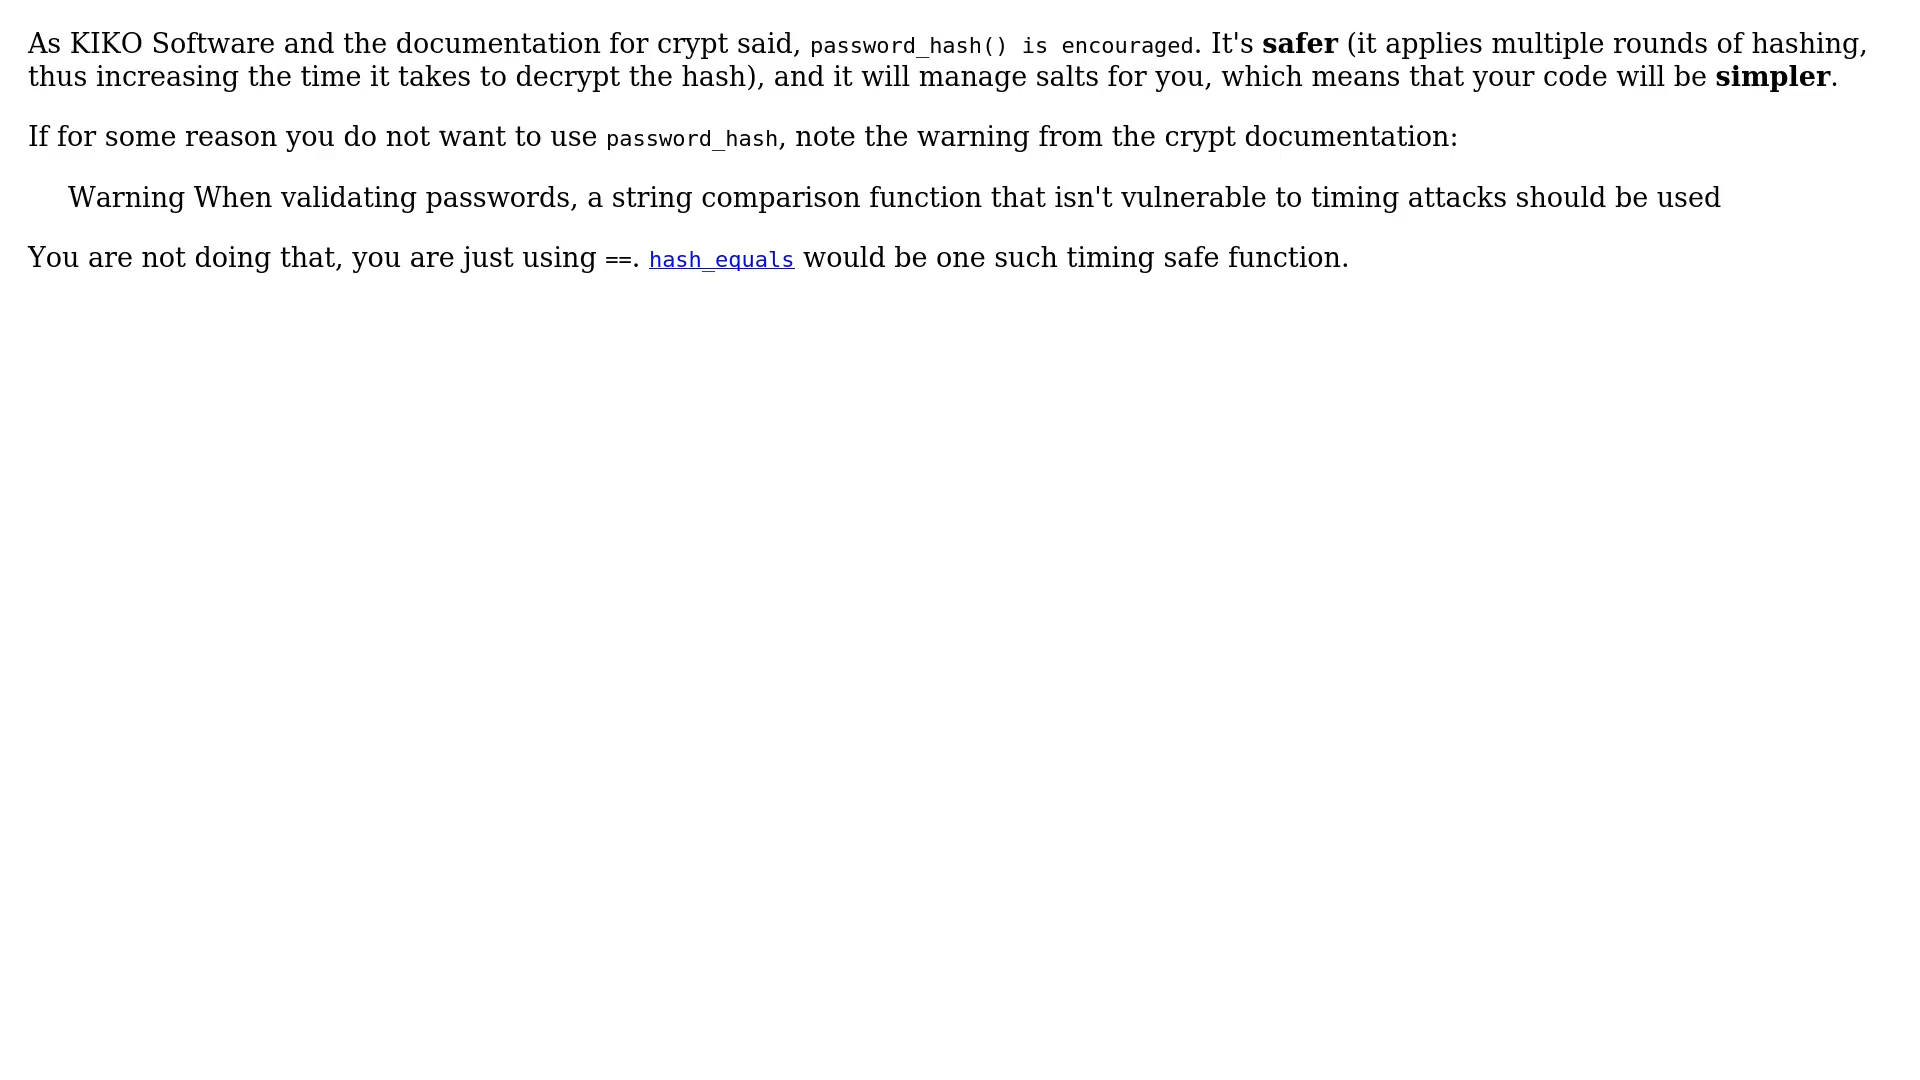 As KIKO Software and the documentation for crypt said, password_hash() is encouraged. It's safer (it applies multiple rounds of hashing,
thus increasing the time it takes to decrypt the hash), and it will manage salts for you, which means that your code will be simpler.
If for some reason you do not want to use password_hash, note the warning from the crypt documentation:
Warning When validating passwords, a string comparison function that isn't vulnerable to timing attacks should be used
You are not doing that, you are just using ==. hash_equals would be one such timing safe function.